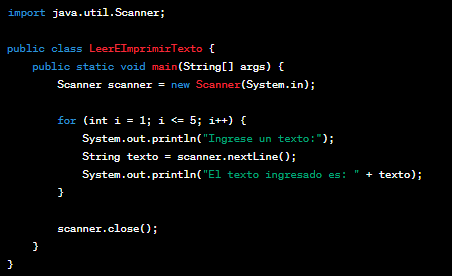 import java.util.Scanner;
public class LeerEImprimirTexto {
public static void main(String[] args) {
Scanner scanner = new Scanner(System.in);
for (int i = 1; i <= 5; i++) {
System.out.println("Ingrese un texto:");
String texto = scanner.nextLine();
System.out.println("El texto ingresado es: " + texto);
}
scanner.close();
}
}